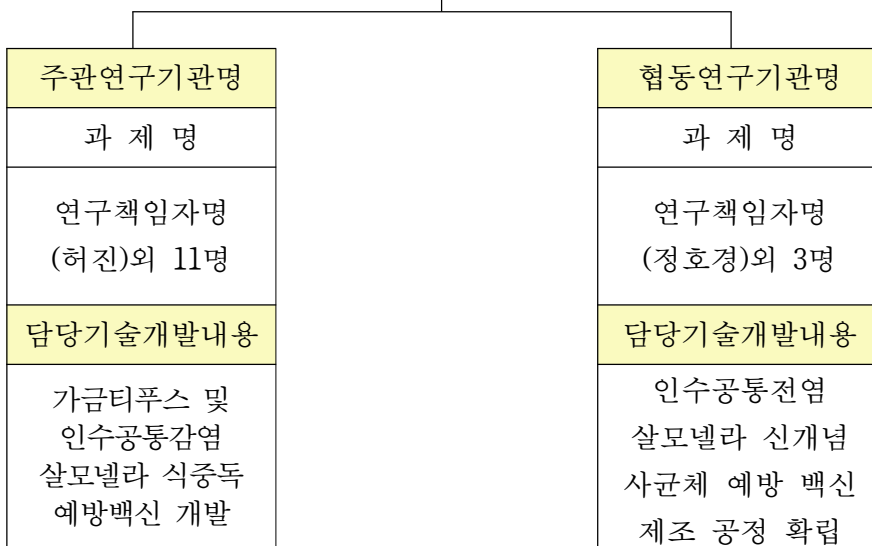 주관연구기관명
과 제 명
연구책임자명
(허진)외 11명
담당기술개발내용
가금티푸스 및
인수공통감염
살모넬라 식중독
예방백신 개발
협동연구기관명
과 제 명
연구책임자명
(정호경)외 3명
담당기술개발내용
인수공통전염
살모넬라 신개념
사균체 예방 백신
제조 공정 확립